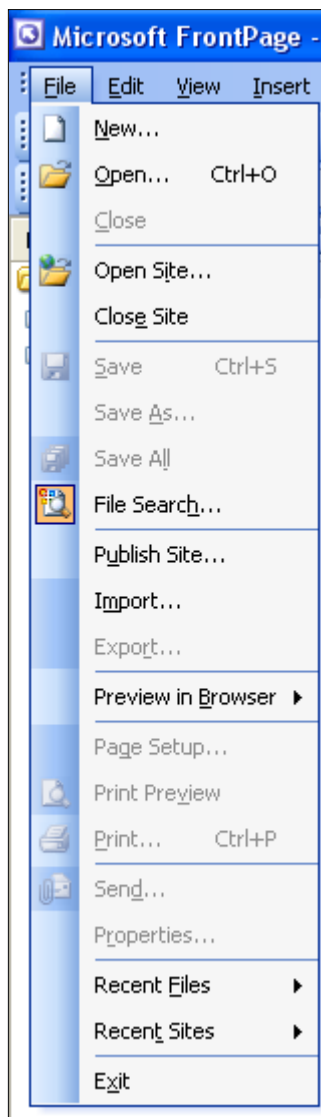 Microsoft FrontPage -
File Edit View Insert
New...
Open... Ctrl+O
Close
Open Site...
Close Site
Save Ctrl+S
Save As...
Save All
File Search...
Publish Site...
Import...
Export...
Preview in Browser
Page Setup...
Print Preview
Print... Ctrl+P
Send...
Properties...
Recent Files
Recent Sites
Exit